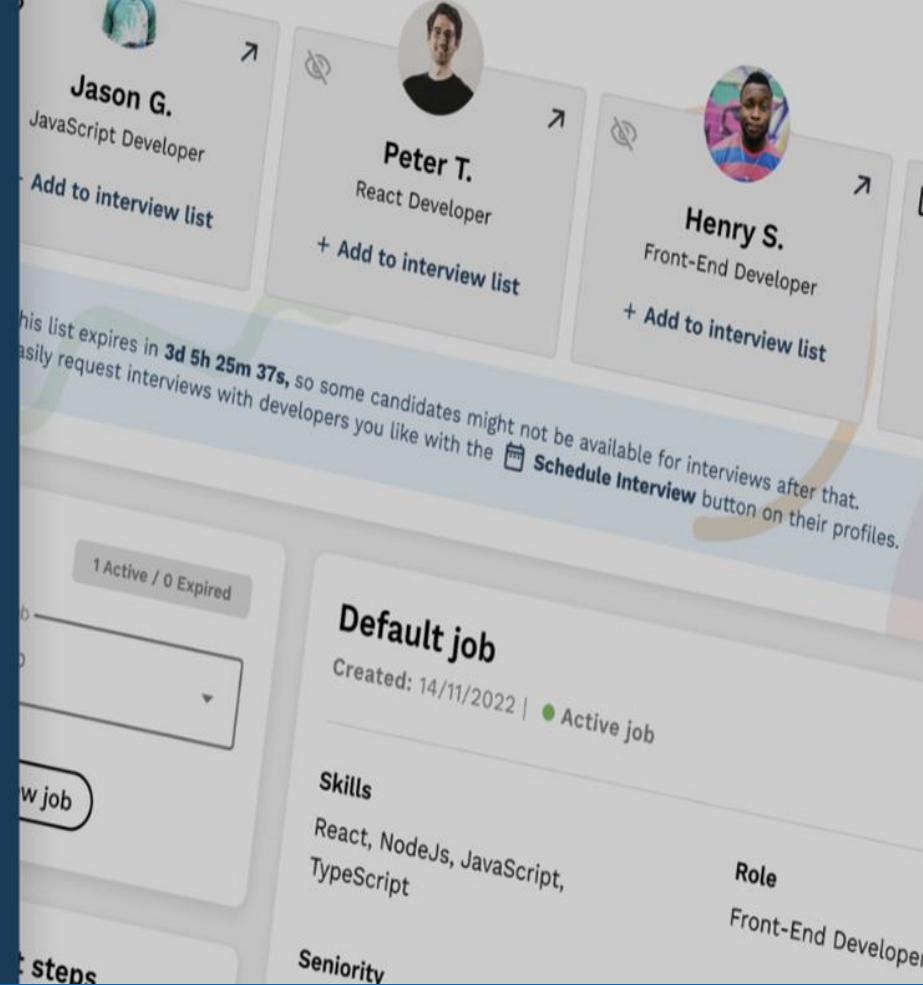 Jason G.
JavaScript Developer
Add to interview list
Peter T.
React Developer
+ Add to interview list
Henry S.
Front-End Developer
+ Add to interview list
his list expires in 3d 5h 25m 37s, so some candidates might not be available for interviews after that.
asily request interviews with developers you like with the Schedule Interview button on their profiles.
1 Active / 0 Expired
w job
t steps
Default job
Created: 14/11/2022 | Active job
Skills
React, NodeJs, JavaScript,
TypeScript
Role
Front-End Developer
Seniority